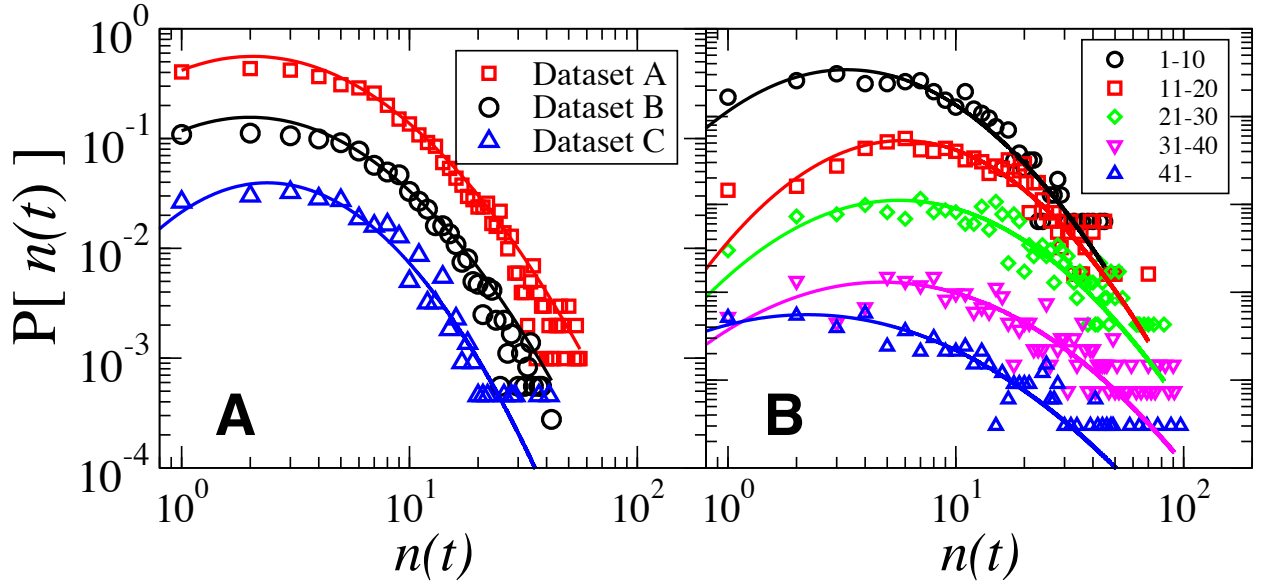 P[ n(t) ]
10^0
10^-1
10^-2
10^-3
10^-4
Dataset A
Dataset B
Dataset C
A
10^0
10^1
10^2
n(t)
1-10
11-20
21-30
31-40
41-
B
10^0
10^1
10^2
n(t)